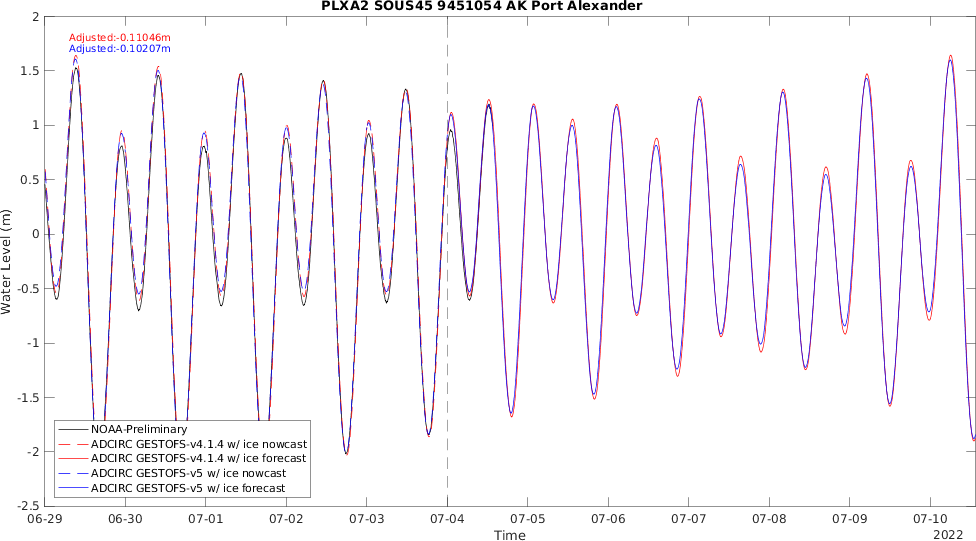 PLXA2 SOUS45 9451054 AK Port Alexander
Adjusted:-0.11046m
Adjusted:-0.10207m
2
1.5
1
0.5
0
-0.5
-1
-1.5
-2
-2.5
Water Level (m)
NOAA-Preliminary
ADCIRC GESTOFS-v4.1.4 w/ ice nowcast
ADCIRC GESTOFS-v4.1.4 w/ ice forecast
ADCIRC GESTOFS-v5 w/ ice nowcast
ADCIRC GESTOFS-v5 w/ ice forecast
06-29 06-30 07-01 07-02 07-03 07-04 07-05 07-06 07-07 07-08 07-09 07-10
Time
2022